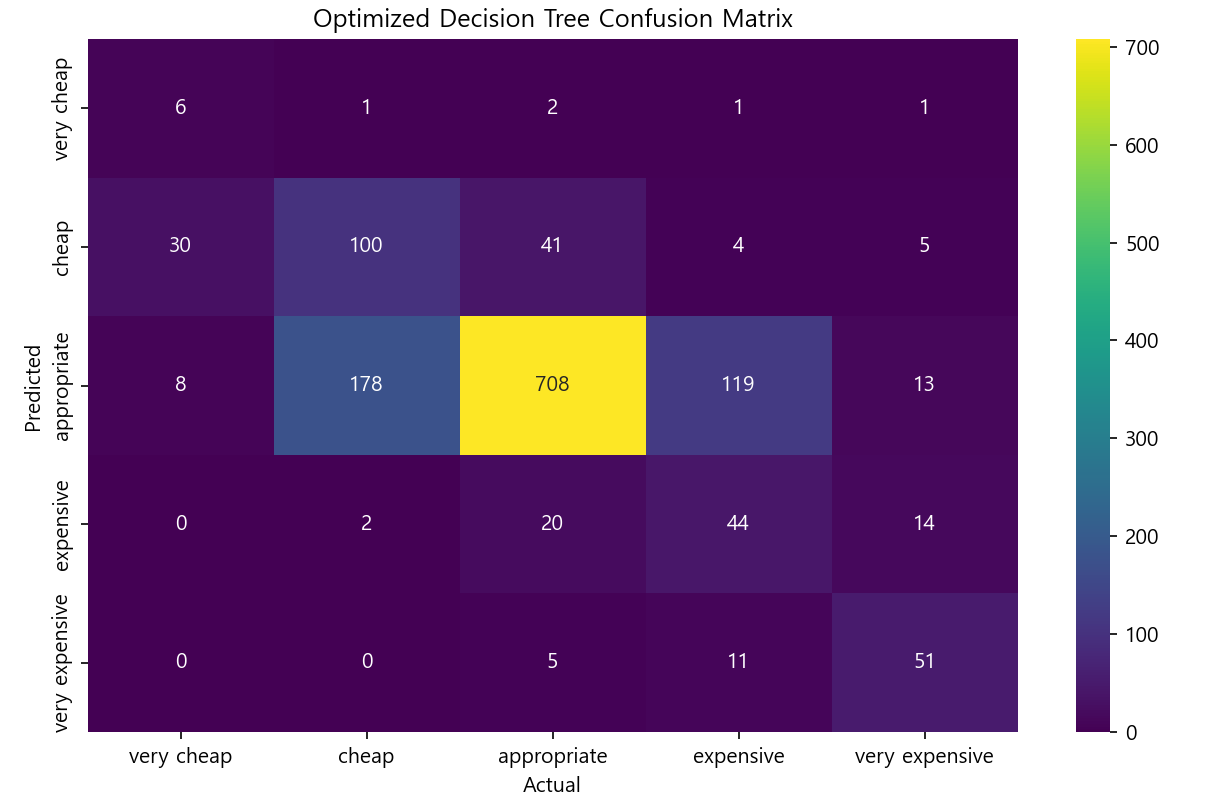 Optimized Decision Tree Confusion Matrix
Predicted
very cheap
6 1 2 1 1
cheap
30 100 41 4 5
appropriate
8 178 708 119 13
expensive
0 2 20 44 14
very expensive
0 0 5 11 51
very cheap cheap appropriate expensive very expensive
Actual
700
600
500
400
300
200
100
0